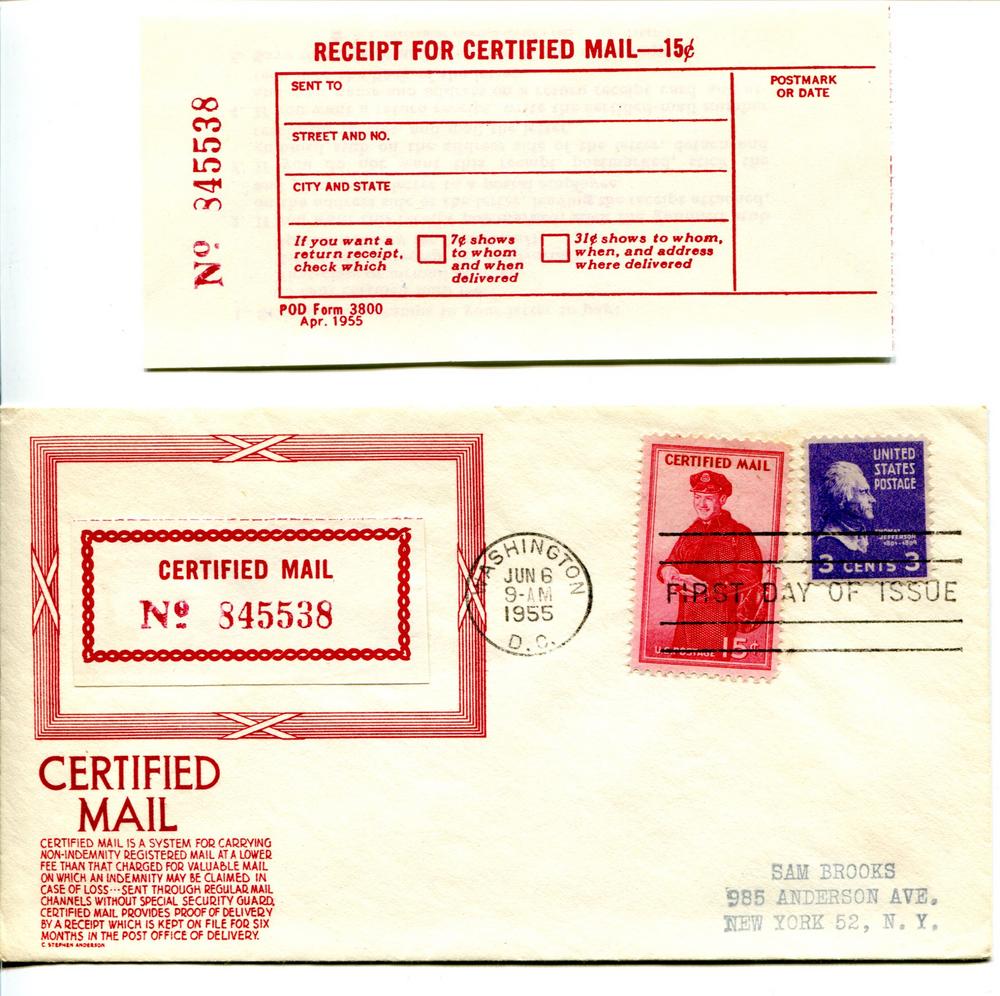 RECEIPT FOR CERTIFIED MAIL—15¢
Nº 845538
SENT TO
POSTMARK
OR DATE
STREET AND NO.
CITY AND STATE
If you want a
return receipt,
check which
7¢ shows
to whom
and when
delivered
31¢ shows to whom,
when, and address
where delivered
POD Form 3800
Apr. 1955
CERTIFIED MAIL
Nº 845538
WASHINGTON
JUN 6
9-AM
1955
D.C.
CERTIFIED MAIL
U.S. POSTAGE 15¢
UNITED
STATES
POSTAGE
THOMAS
JEFFERSON
1801-1809
3 CENTS 3
FIRST DAY OF ISSUE
CERTIFIED
MAIL
CERTIFIED MAIL IS A SYSTEM FOR CARRYING
NON-INDEMNITY REGISTERED MAIL AT A LOWER
FEE THAN THAT CHARGED FOR VALUABLE MAIL
ON WHICH AN INDEMNITY MAY BE CLAIMED IN
CASE OF LOSS---SENT THROUGH REGULAR MAIL
CHANNELS WITHOUT SPECIAL SECURITY GUARD,
CERTIFIED MAIL PROVIDES PROOF OF DELIVERY
BY A RECEIPT WHICH IS KEPT ON FILE FOR SIX
MONTHS IN THE POST OFFICE OF DELIVERY.
C. STEPHEN ANDERSON
SAM BROOKS
985 ANDERSON AVE.
NEW YORK 52, N. Y.